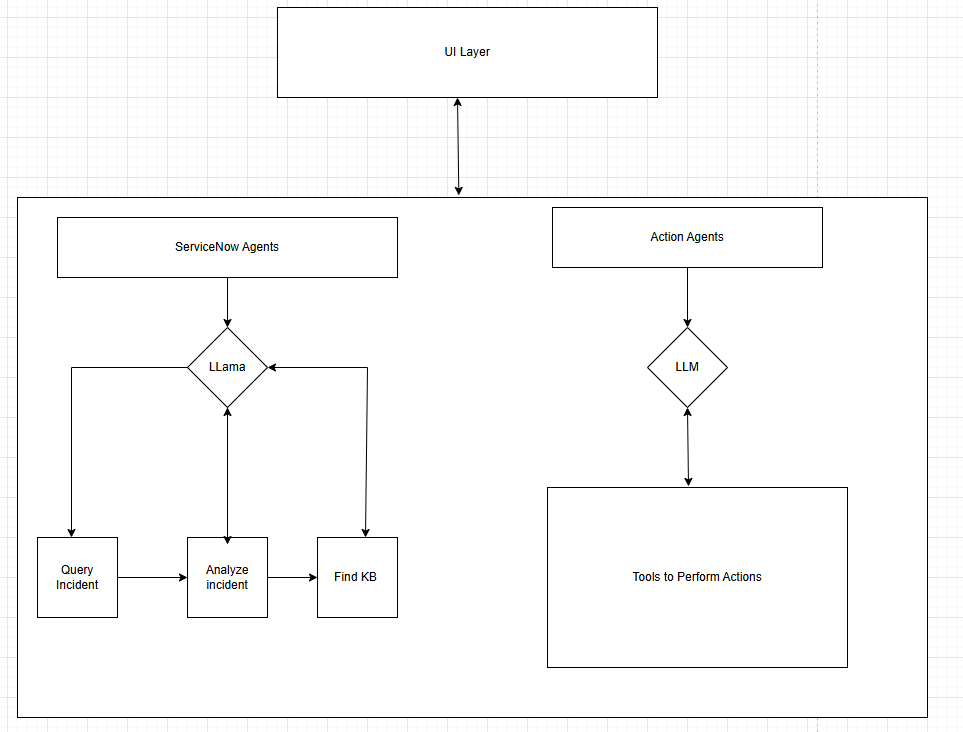 UI Layer
ServiceNow Agents
Action Agents
LLama
LLM
Query
Incident
Analyze
incident
Find KB
Tools to Perform Actions